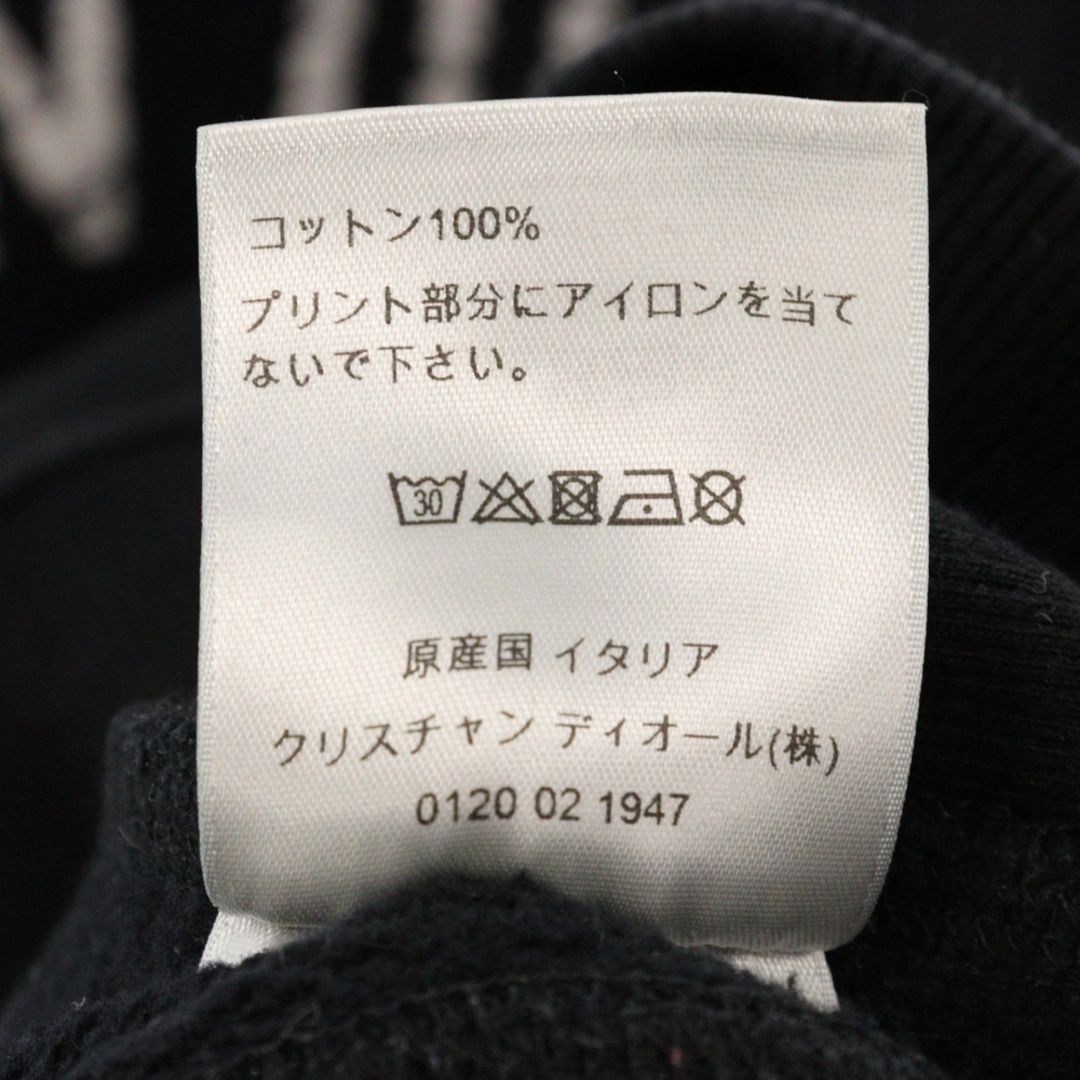 コットン100%
プリント部分にアイロンを当て
ないで下さい。
30
原産国 イタリア
クリスチャン ディオール(株)
0120 02 1947